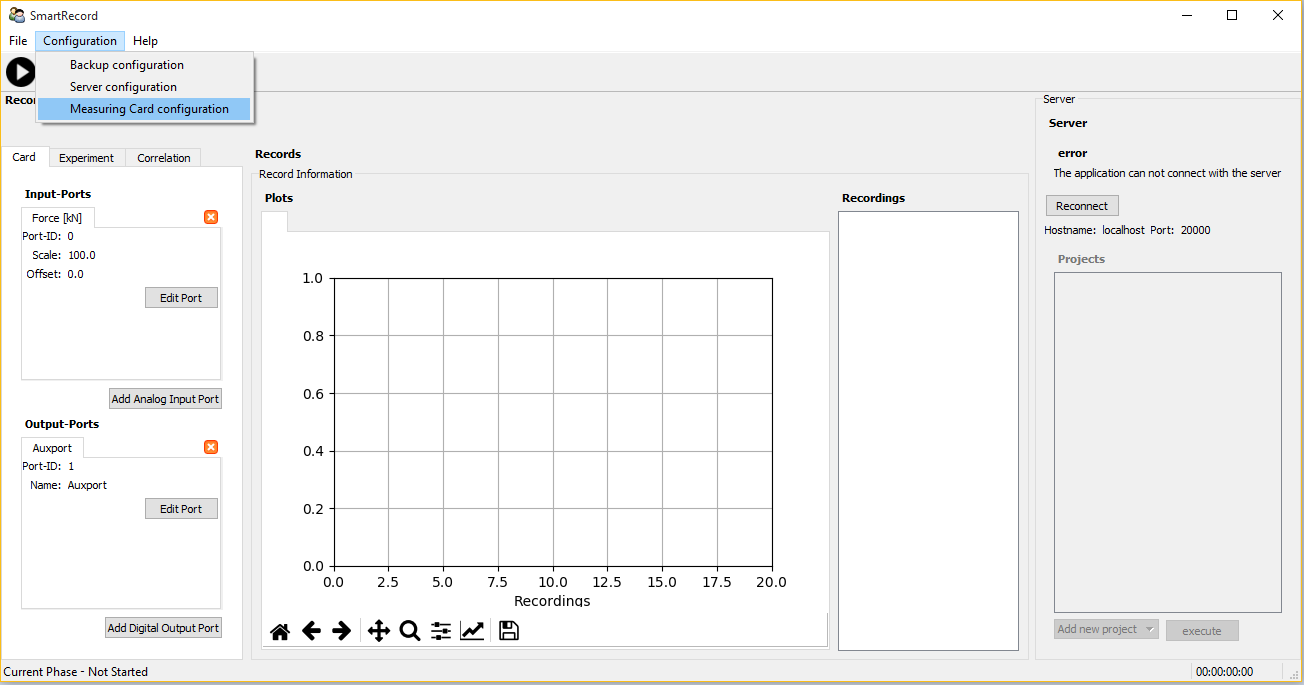 SmartRecord
File Configuration Help
Backup configuration
Server configuration
Measuring Card configuration
Recor
Card Experiment Correlation
Input-Ports
Force [kN]
Port-ID: 0
Scale: 100.0
Offset: 0.0
Edit Port
Add Analog Input Port
Output-Ports
Auxport
Port-ID: 1
Name: Auxport
Edit Port
Add Digital Output Port
Records
Record Information
Plots
1.0
0.8
0.6
0.4
0.2
0.0
0.0 2.5 5.0 7.5 10.0 12.5 15.0 17.5 20.0
Recordings
Recordings
Server
Server
error
The application can not connect with the server
Reconnect
Hostname: localhost Port: 20000
Projects
Add new project execute
Current Phase - Not Started 00:00:00:00